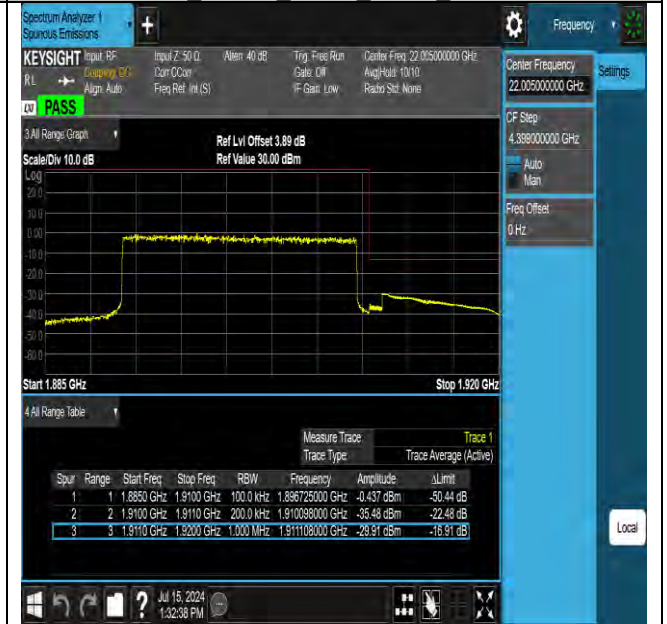 Spectrum Analyzer 1
Spurious Emissions
+
Frequency
KEYSIGHT Input: RF
RL
Coupling: DC
Align: Auto
Input Z: 50 Ω
Corr CCorr
Freq Ref: Int (S)
Atten: 40 dB
Trig: Free Run
Gate: Off
IF Gain: Low
Center Freq: 22.005000000 GHz
Avg|Hold: 10/10
Radio Std: None
PASS
Center Frequency
22.005000000 GHz
Settings
CF Step
4.399000000 GHz
Auto
Man
Freq Offset
0 Hz
3 All Range Graph
Scale/Div 10.0 dB
Ref Lvl Offset 3.89 dB
Ref Value 30.00 dBm
Log
20.0
10.0
0.00
-10.0
-20.0
-30.0
-40.0
-50.0
-60.0
Start 1.885 GHz
Stop 1.920 GHz
4 All Range Table
Measure Trace Trace 1
Trace Type Trace Average (Active)
Spur Range Start Freq Stop Freq RBW Frequency Amplitude ΔLimit
1 1 1.8850 GHz 1.9100 GHz 100.0 kHz 1.896725000 GHz -0.437 dBm -50.44 dB
2 2 1.9100 GHz 1.9110 GHz 200.0 kHz 1.910098000 GHz -35.48 dBm -22.48 dB
3 3 1.9110 GHz 1.9200 GHz 1.000 MHz 1.911108000 GHz -29.91 dBm -16.91 dB
Local
?
Jul 15, 2024
1:32:38 PM